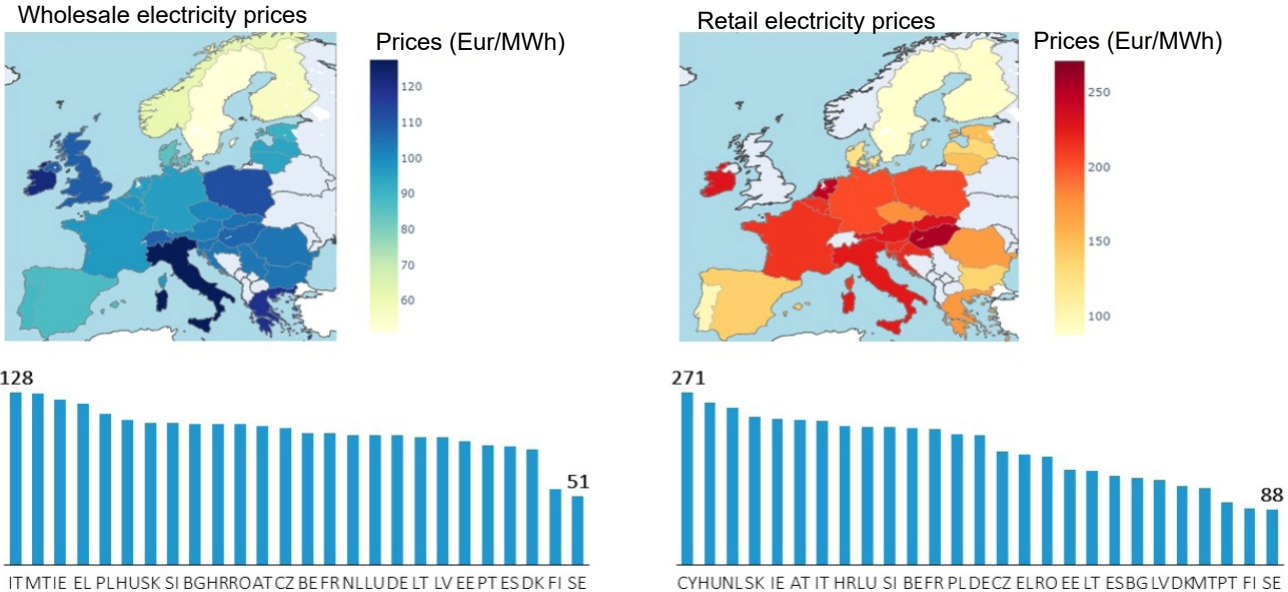 Wholesale electricity prices
Prices (Eur/MWh)
120
110
100
90
80
70
60
Retail electricity prices
Prices (Eur/MWh)
250
200
150
100
128
51
IT MT IE EL PL HU SK SI BG HR RO AT CZ BE FR NL LU DE LT LV EE PT ES DK FI SE
271
88
CY HU NL SK IE AT IT HR LU SI BE FR PL DE CZ EL RO EE LT ES BG LV DK MT PT FI SE